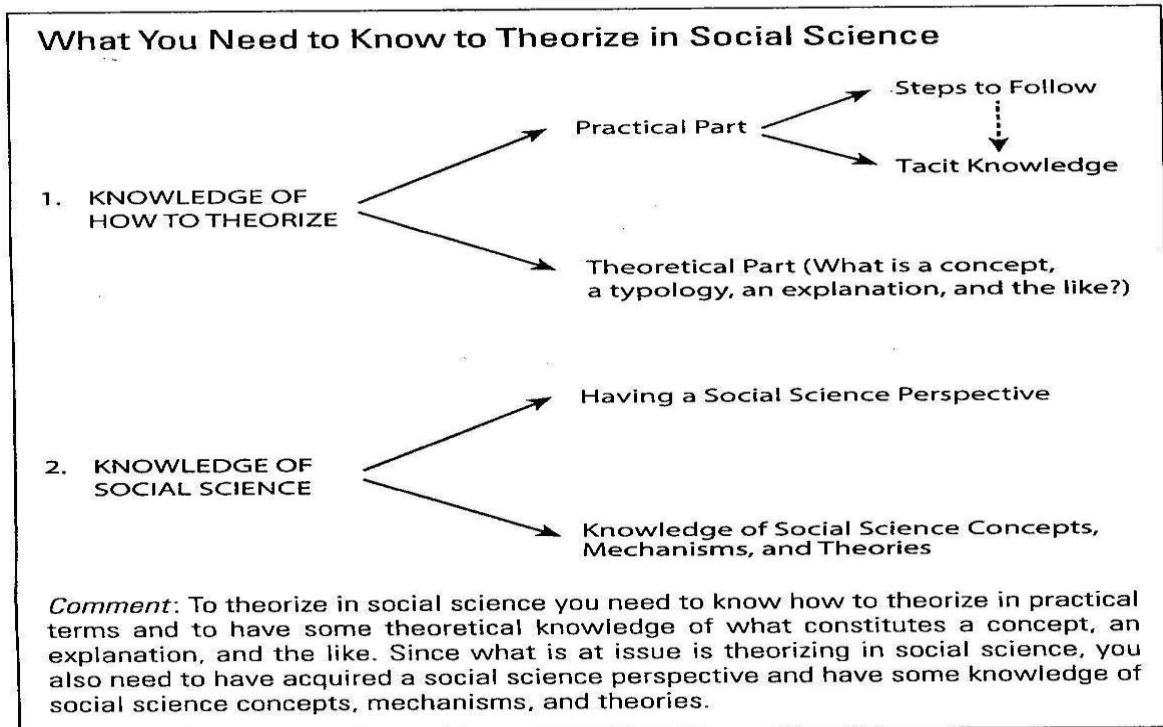 What You Need to Know to Theorize in Social Science
Steps to Follow
Practical Part
Tacit Knowledge
1. KNOWLEDGE OF
HOW TO THEORIZE
Theoretical Part (What is a concept,
a typology, an explanation, and the like?)
Having a Social Science Perspective
2. KNOWLEDGE OF
SOCIAL SCIENCE
Knowledge of Social Science Concepts,
Mechanisms, and Theories
Comment: To theorize in social science you need to know how to theorize in practical
terms and to have some theoretical knowledge of what constitutes a concept, an
explanation, and the like. Since what is at issue is theorizing in social science, you
also need to have acquired a social science perspective and have some knowledge of
social science concepts, mechanisms, and theories.